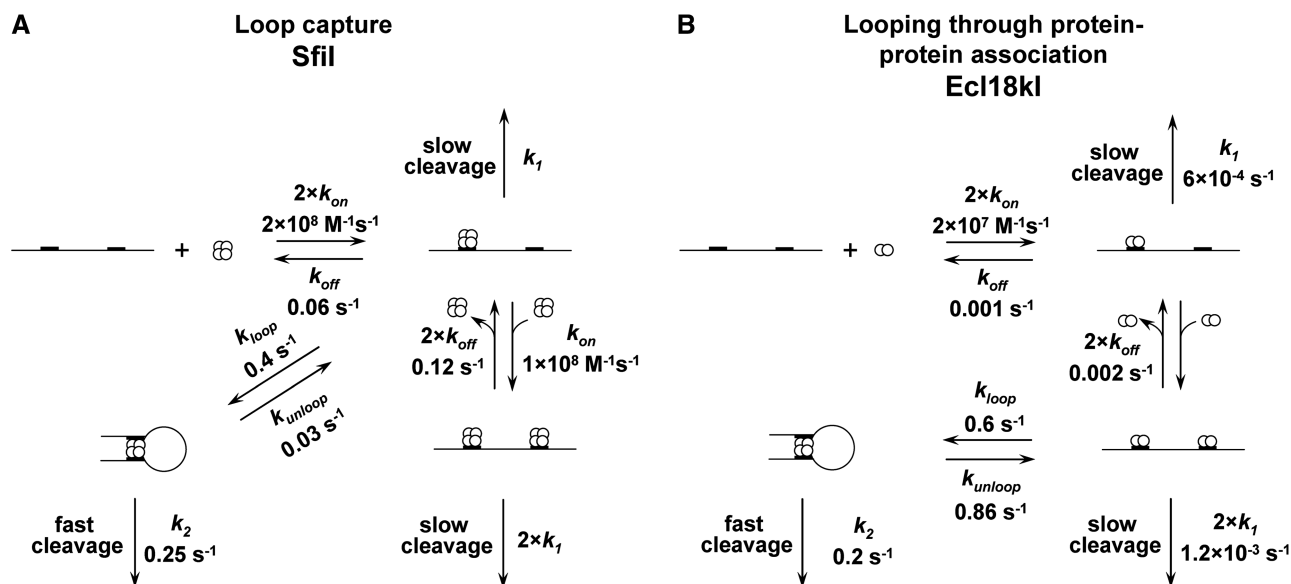 A
Loop capture
SfiI
slow
cleavage
k1
2×kon
2×10⁸ M⁻¹s⁻¹
+
koff
0.06 s⁻¹
kloop
0.4 s⁻¹
kunloop
0.03 s⁻¹
2×koff
0.12 s⁻¹
kon
1×10⁸ M⁻¹s⁻¹
fast
cleavage
k2
0.25 s⁻¹
slow
cleavage
2×k1
B
Looping through protein-
protein association
Ecl18kI
slow
cleavage
k1
6×10⁻⁴ s⁻¹
2×kon
2×10⁷ M⁻¹s⁻¹
+
koff
0.001 s⁻¹
2×koff
0.002 s⁻¹
kloop
0.6 s⁻¹
kunloop
0.86 s⁻¹
fast
cleavage
k2
0.2 s⁻¹
slow
cleavage
2×k1
1.2×10⁻³ s⁻¹